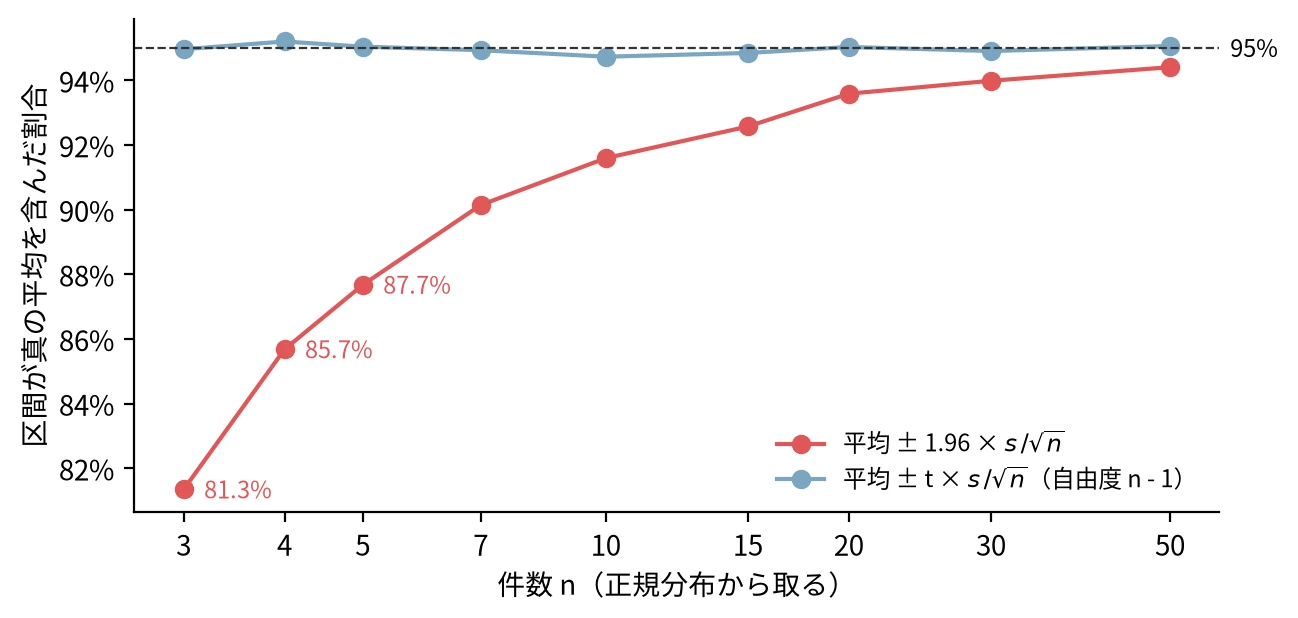 区間が真の平均を含んだ割合
95%
94%
92%
90%
88%
86%
84%
82%
87.7%
85.7%
81.3%
平均 ± 1.96 × s/√n
平均 ± t × s/√n（自由度 n - 1）
3 4 5 7 10 15 20 30 50
件数 n（正規分布から取る）